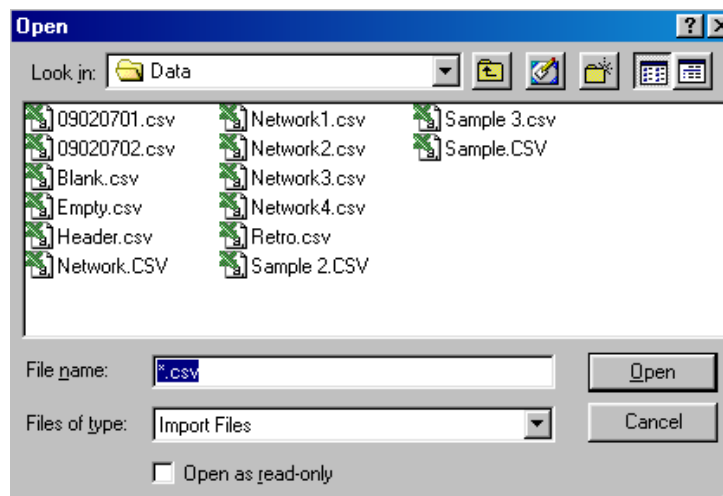 Open
Look in: Data
09020701.csv Network1.csv Sample 3.csv
09020702.csv Network2.csv Sample.CSV
Blank.csv Network3.csv
Empty.csv Network4.csv
Header.csv Retro.csv
Network.CSV Sample 2.CSV
File name: *.csv Open
Files of type: Import Files Cancel
Open as read-only